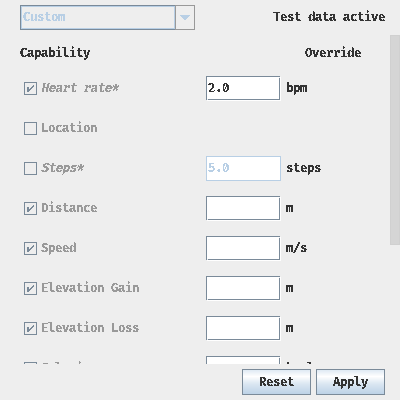 Custom Test data active
Capability Override
Heart rate* 2.0 bpm
Location
Steps* 5.0 steps
Distance m
Speed m/s
Elevation Gain m
Elevation Loss m
Reset Apply